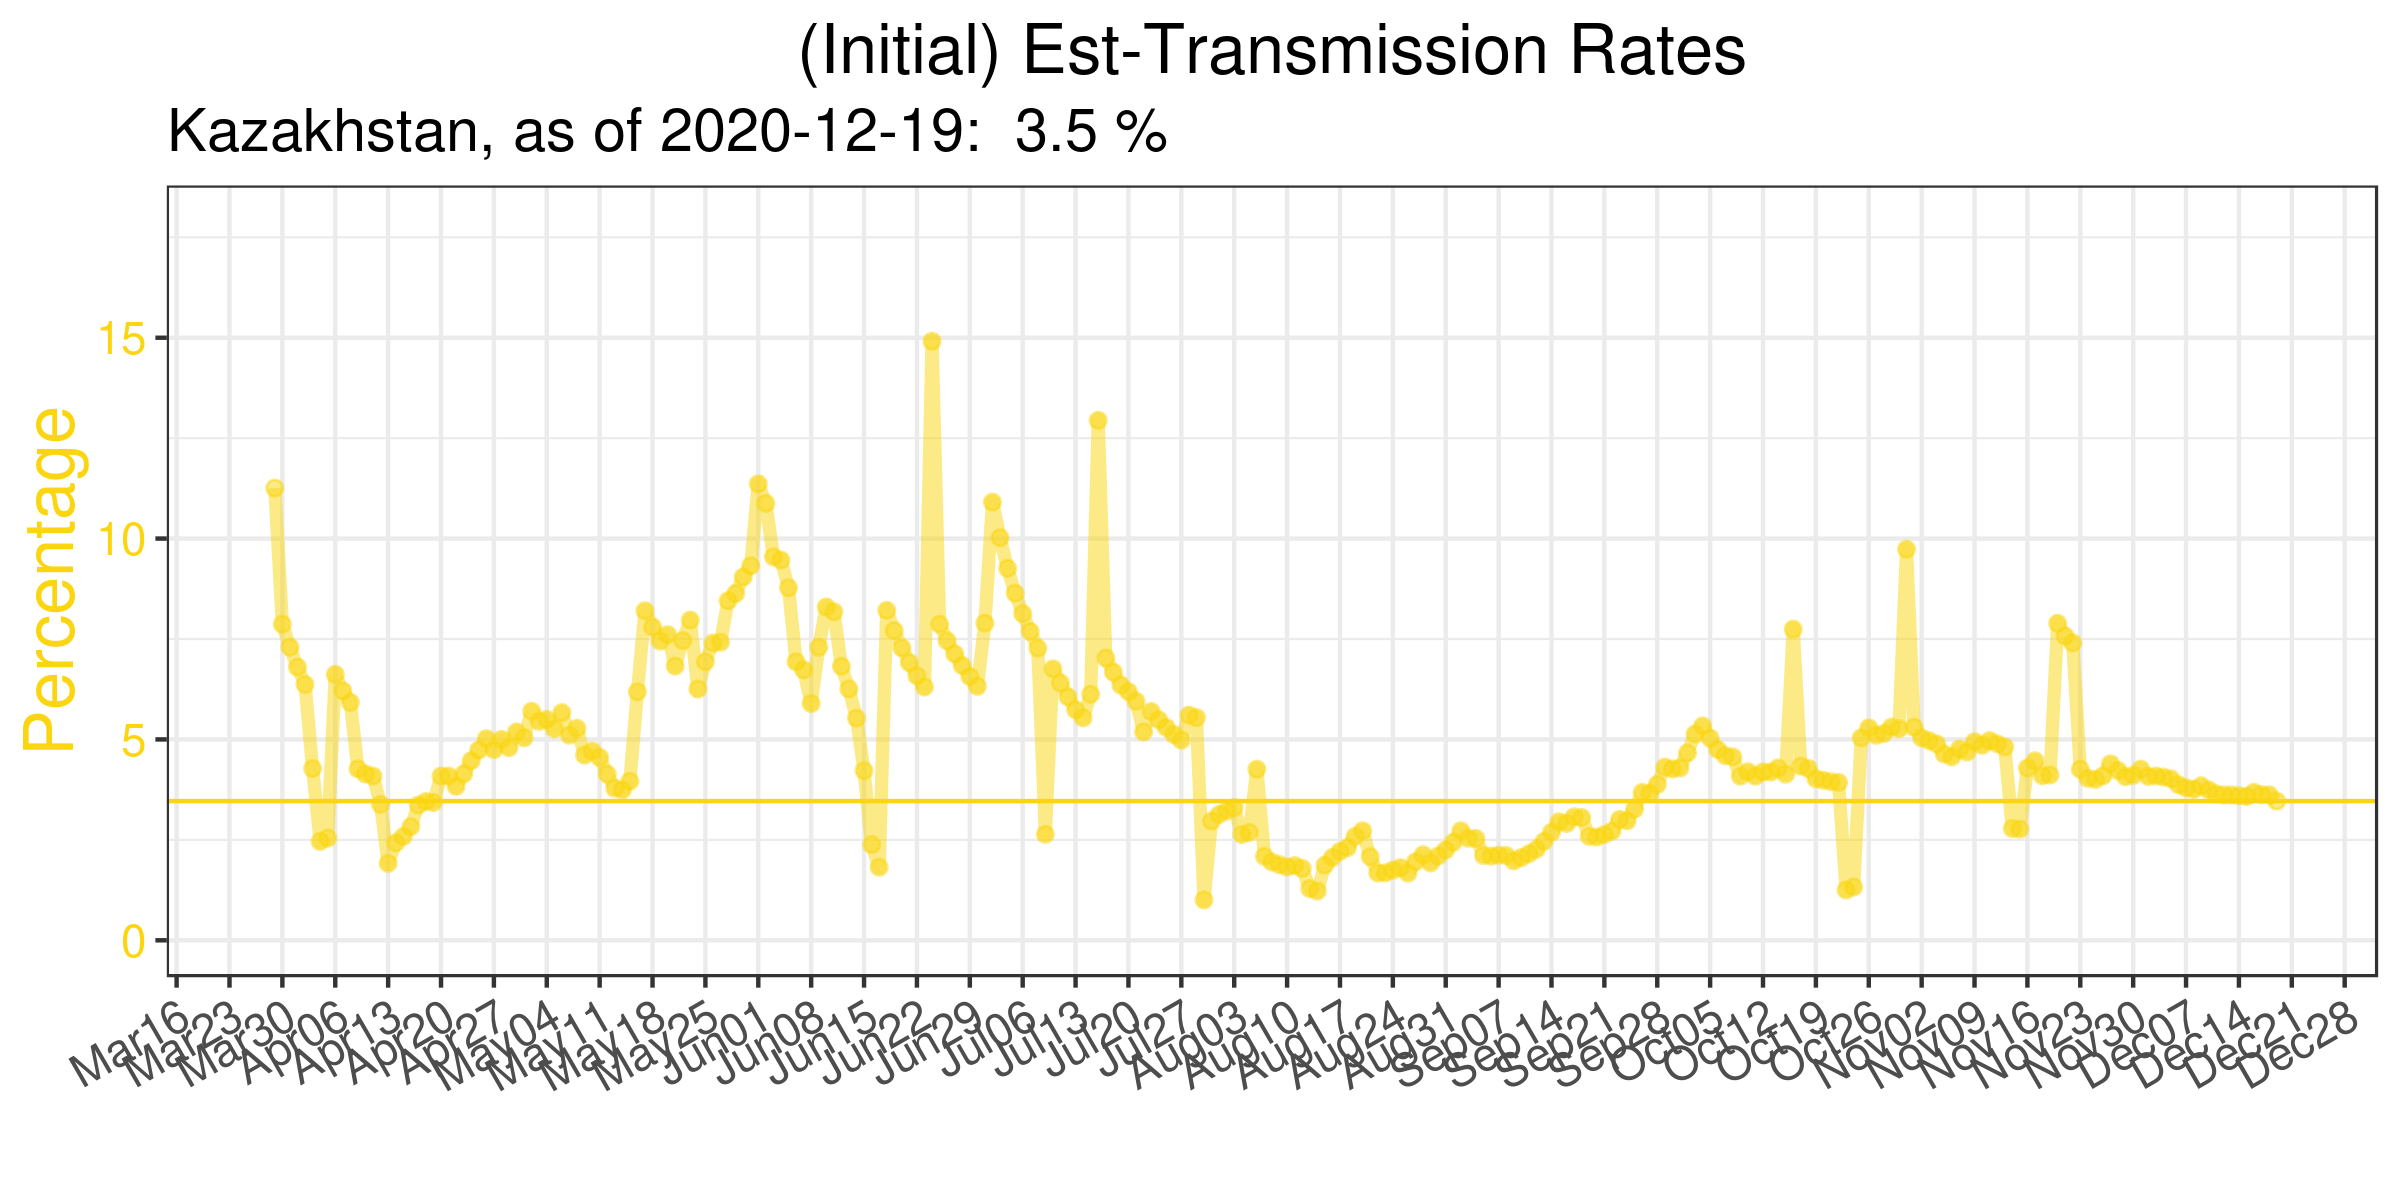 (Initial) Est-Transmission Rates
Kazakhstan, as of 2020-12-19:  3.5 %
Percentage
15
10
5
0
Mar16
Mar23
Mar30
Apr06
Apr13
Apr20
Apr27
May04
May11
May18
May25
Jun01
Jun08
Jun15
Jun22
Jun29
Jul06
Jul13
Jul20
Jul27
Aug03
Aug10
Aug17
Aug24
Aug31
Sep07
Sep14
Sep21
Sep28
Oct05
Oct12
Oct19
Oct26
Nov02
Nov09
Nov16
Nov23
Nov30
Dec07
Dec14
Dec21
Dec28